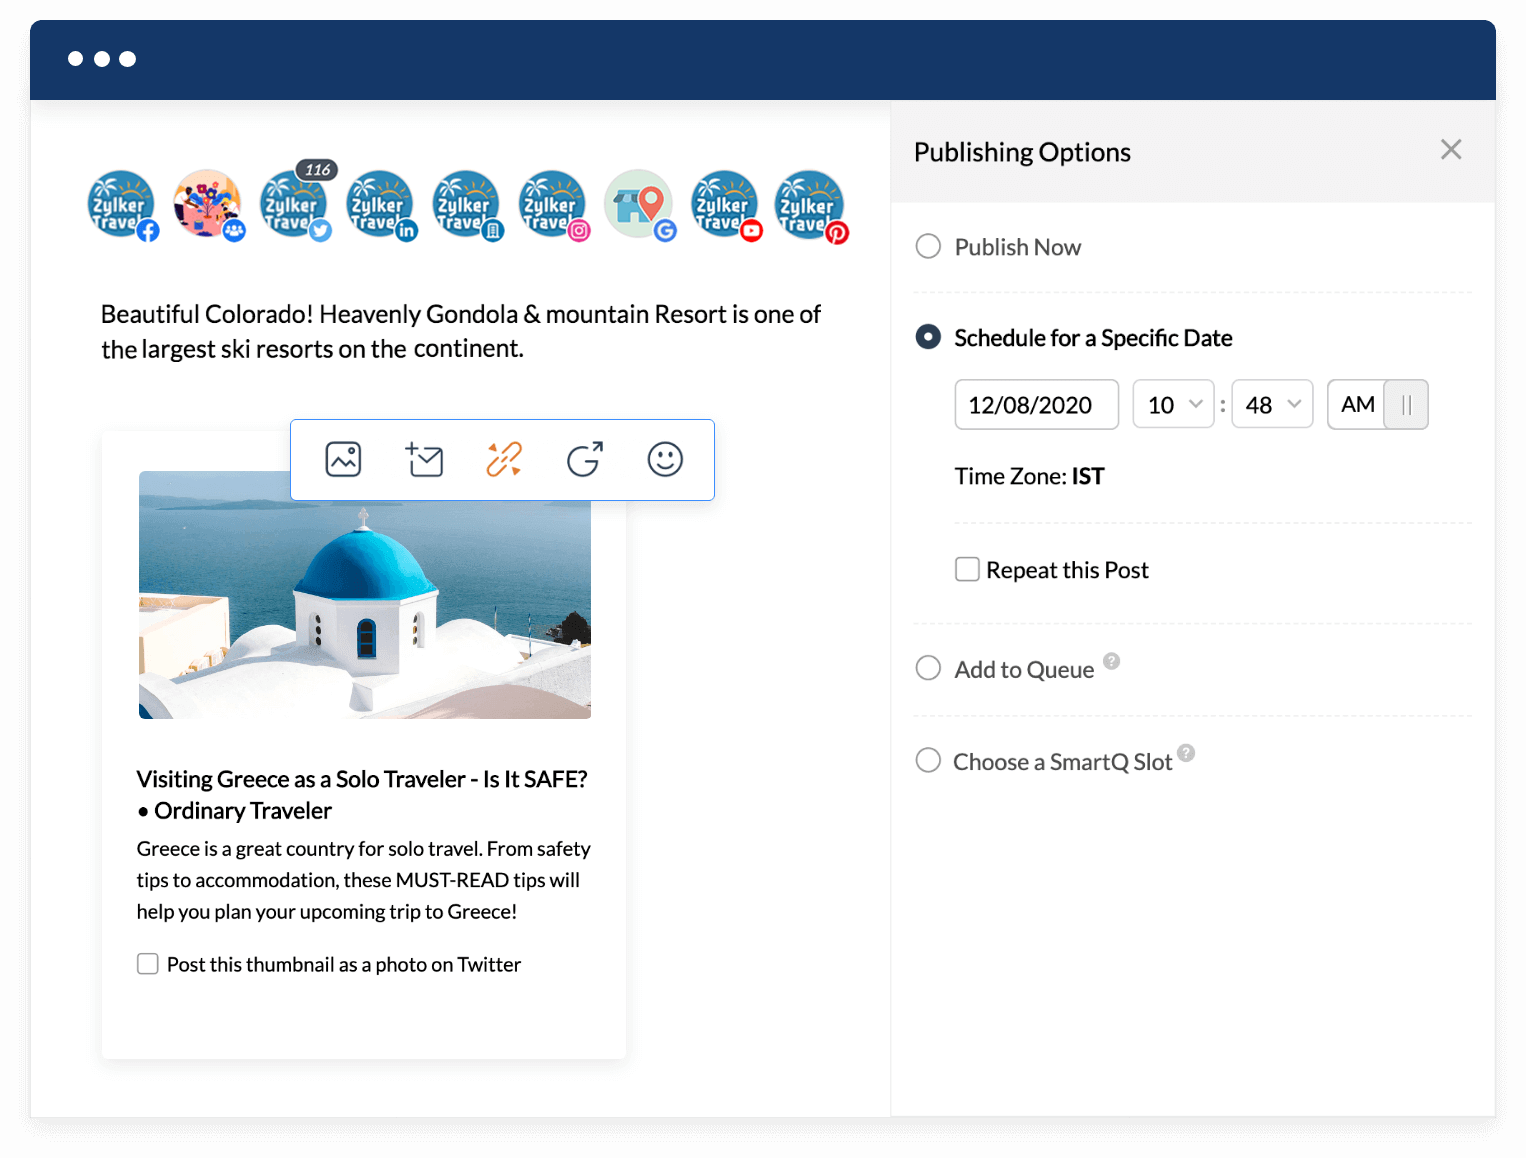 116
Zylker
Travel
Zylker
Travel
Zylker
Travel
Zylker
Travel
Zylker
Travel
Zylker
Travel
Zylker
Travel
Beautiful Colorado! Heavenly Gondola & mountain Resort is one of
the largest ski resorts on the continent.
Visiting Greece as a Solo Traveler - Is It SAFE?
• Ordinary Traveler
Greece is a great country for solo travel. From safety
tips to accommodation, these MUST-READ tips will
help you plan your upcoming trip to Greece!
Post this thumbnail as a photo on Twitter
Publishing Options
Publish Now
Schedule for a Specific Date
12/08/2020 10 : 48 AM
Time Zone: IST
Repeat this Post
Add to Queue ?
Choose a SmartQ Slot ?